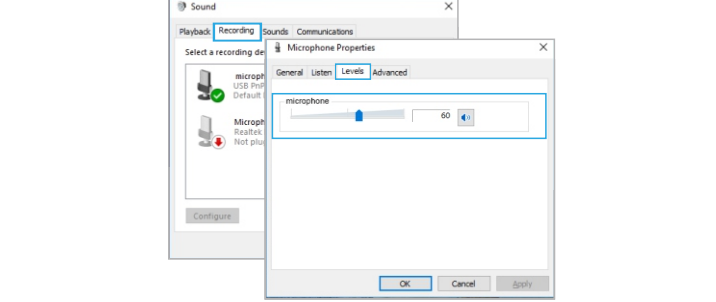 Sound
Playback Recording Sounds Communications
Select a recording de
microph
USB PnP
Default
Microph
Realtek
Not plu
Configure
Microphone Properties
General Listen Levels Advanced
microphone
60
OK Cancel Apply